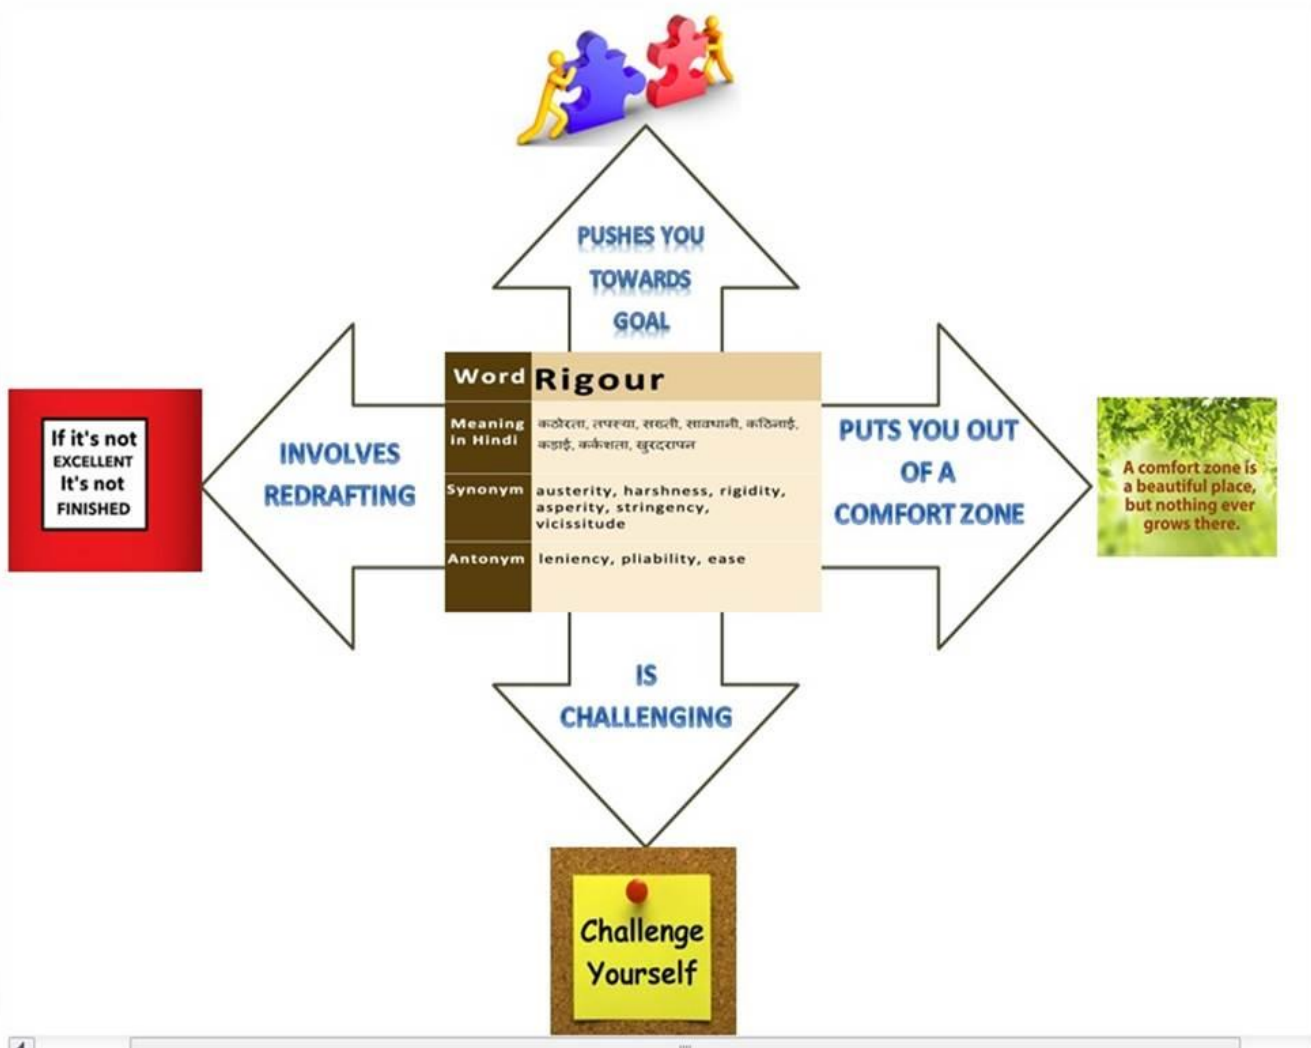 PUSHES YOU
TOWARDS
GOAL
If it's not
EXCELLENT
It's not
FINISHED
INVOLVES
REDRAFTING
Word Rigour
Meaning in Hindi
कठोरता, तपस्या, सख्ती, सावधानी, कठिनाई,
कड़ाई, कर्कशता, खुरदरापन
Synonym
austerity, harshness, rigidity,
asperity, stringency,
vicissitude
Antonym
leniency, pliability, ease
PUTS YOU OUT
OF A
COMFORT ZONE
A comfort zone is
a beautiful place,
but nothing ever
grows there.
IS
CHALLENGING
Challenge
Yourself